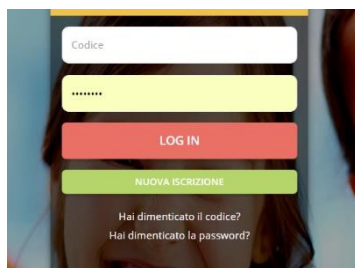 Codice
••••••••
LOG IN
NUOVA ISCRIZIONE
Hai dimenticato il codice?
Hai dimenticato la password?